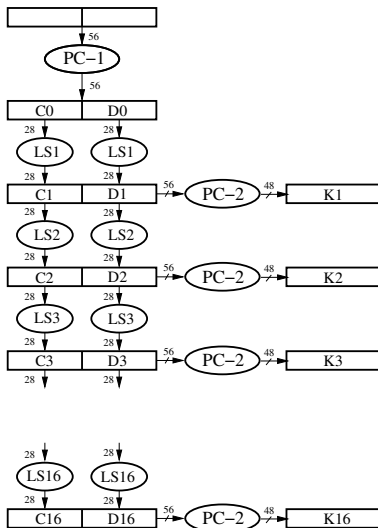 56
PC−1
56
C0 D0
28 28
LS1 LS1
28 28
C1 D1 56 PC−2 48 K1
28 28
LS2 LS2
28 28
C2 D2 56 PC−2 48 K2
28 28
LS3 LS3
28 28
C3 D3 56 PC−2 48 K3
28 28
28 28
LS16 LS16
28 28
C16 D16 56 PC−2 48 K16